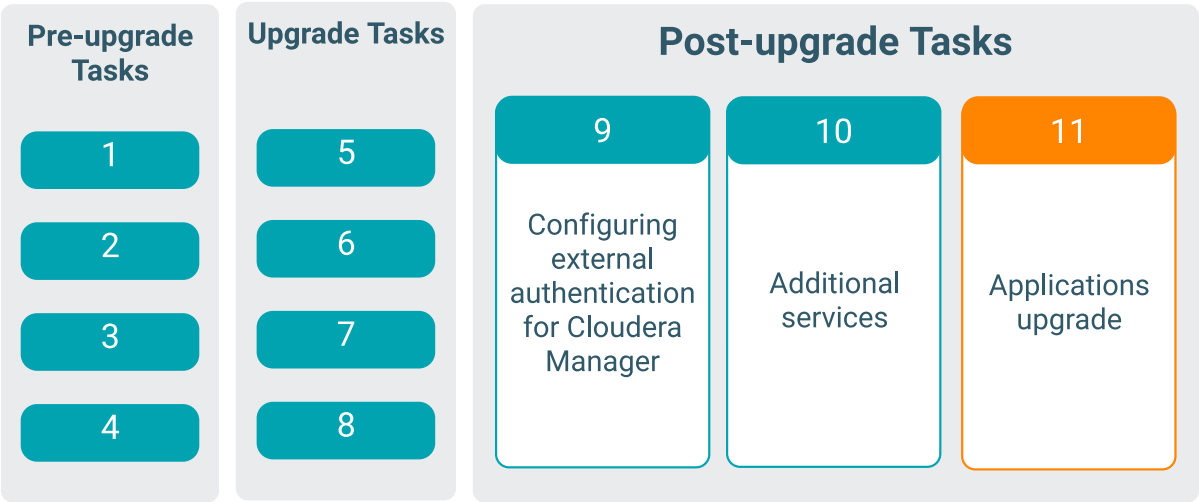 Pre-upgrade
Tasks
1
2
3
4
Upgrade Tasks
5
6
7
8
Post-upgrade Tasks
9
Configuring
external
authentication
for Cloudera
Manager
10
Additional
services
11
Applications
upgrade